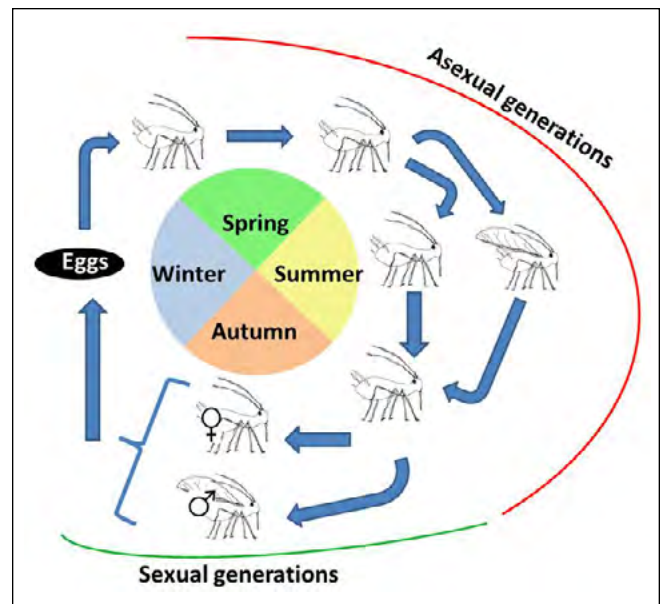 Asexual generations
Spring
Eggs
Winter
Summer
Autumn
♀
♂
Sexual generations